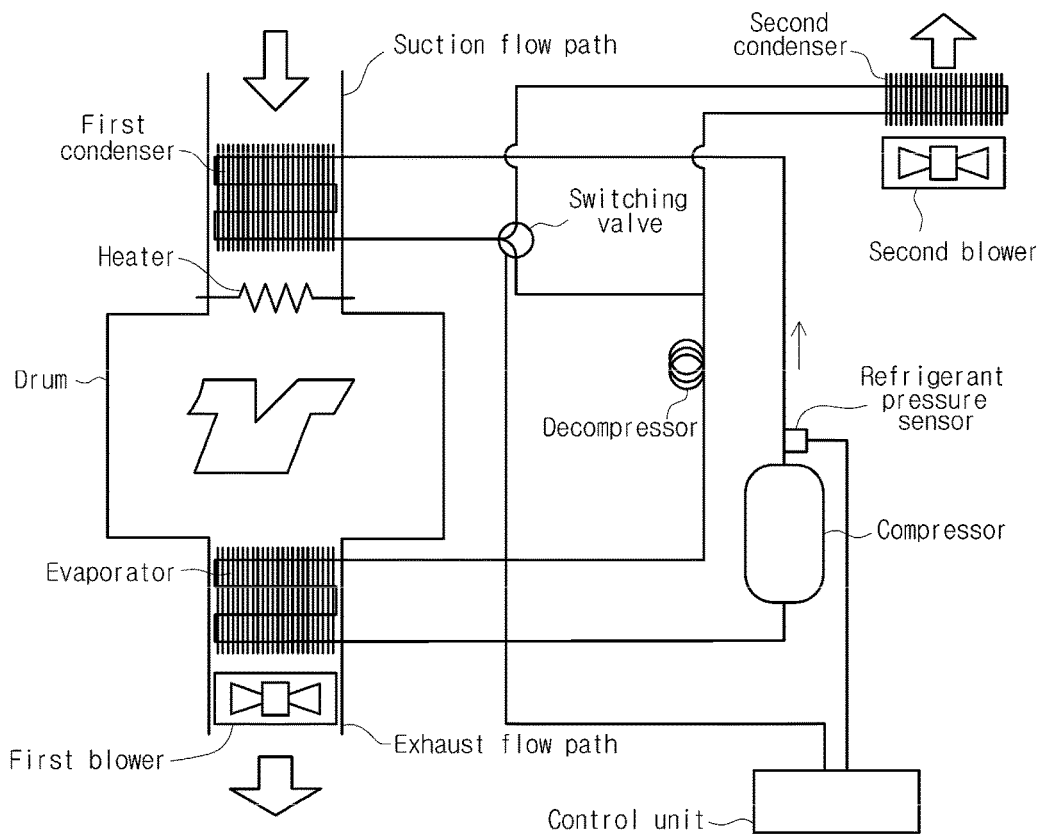 Suction flow path
Second
condenser
First
condenser
Switching
valve
Second blower
Heater
Drum
Refrigerant
pressure
sensor
Decompressor
Compressor
Evaporator
First blower
Exhaust flow path
Control unit